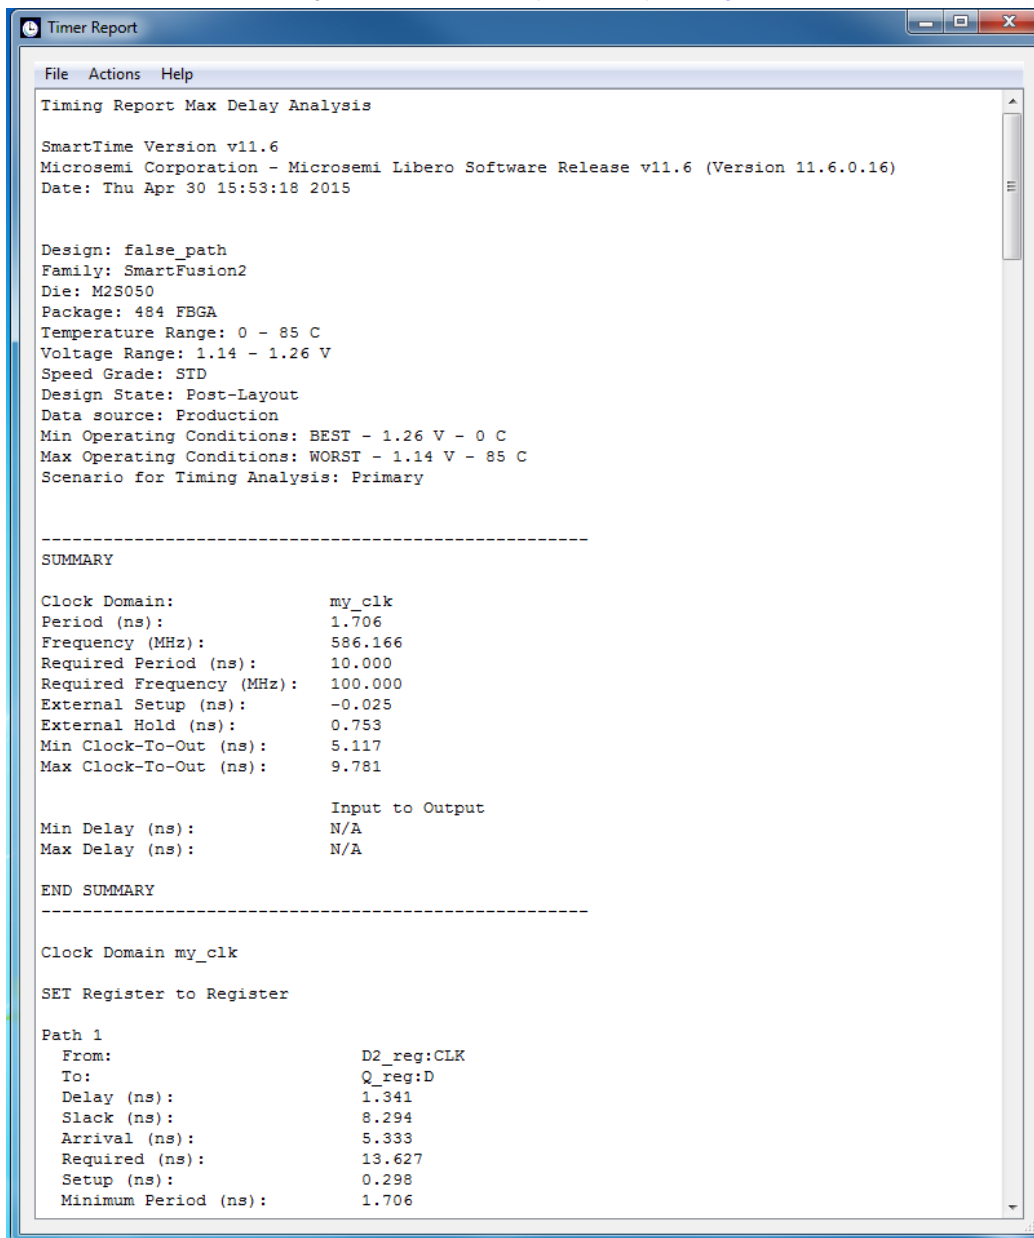 Timer Report
File Actions Help
Timing Report Max Delay Analysis
SmartTime Version v11.6
Microsemi Corporation - Microsemi Libero Software Release v11.6 (Version 11.6.0.16)
Date: Thu Apr 30 15:53:18 2015
Design: false_path
Family: SmartFusion2
Die: M2S050
Package: 484 FBGA
Temperature Range: 0 - 85 C
Voltage Range: 1.14 - 1.26 V
Speed Grade: STD
Design State: Post-Layout
Data source: Production
Min Operating Conditions: BEST - 1.26 V - 0 C
Max Operating Conditions: WORST - 1.14 V - 85 C
Scenario for Timing Analysis: Primary
-----------------------------------------------------
SUMMARY
Clock Domain: my_clk
Period (ns): 1.706
Frequency (MHz): 586.166
Required Period (ns): 10.000
Required Frequency (MHz): 100.000
External Setup (ns): -0.025
External Hold (ns): 0.753
Min Clock-To-Out (ns): 5.117
Max Clock-To-Out (ns): 9.781
Input to Output
Min Delay (ns): N/A
Max Delay (ns): N/A
END SUMMARY
-----------------------------------------------------
Clock Domain my_clk
SET Register to Register
Path 1
From: D2_reg:CLK
To: Q_reg:D
Delay (ns): 1.341
Slack (ns): 8.294
Arrival (ns): 5.333
Required (ns): 13.627
Setup (ns): 0.298
Minimum Period (ns): 1.706